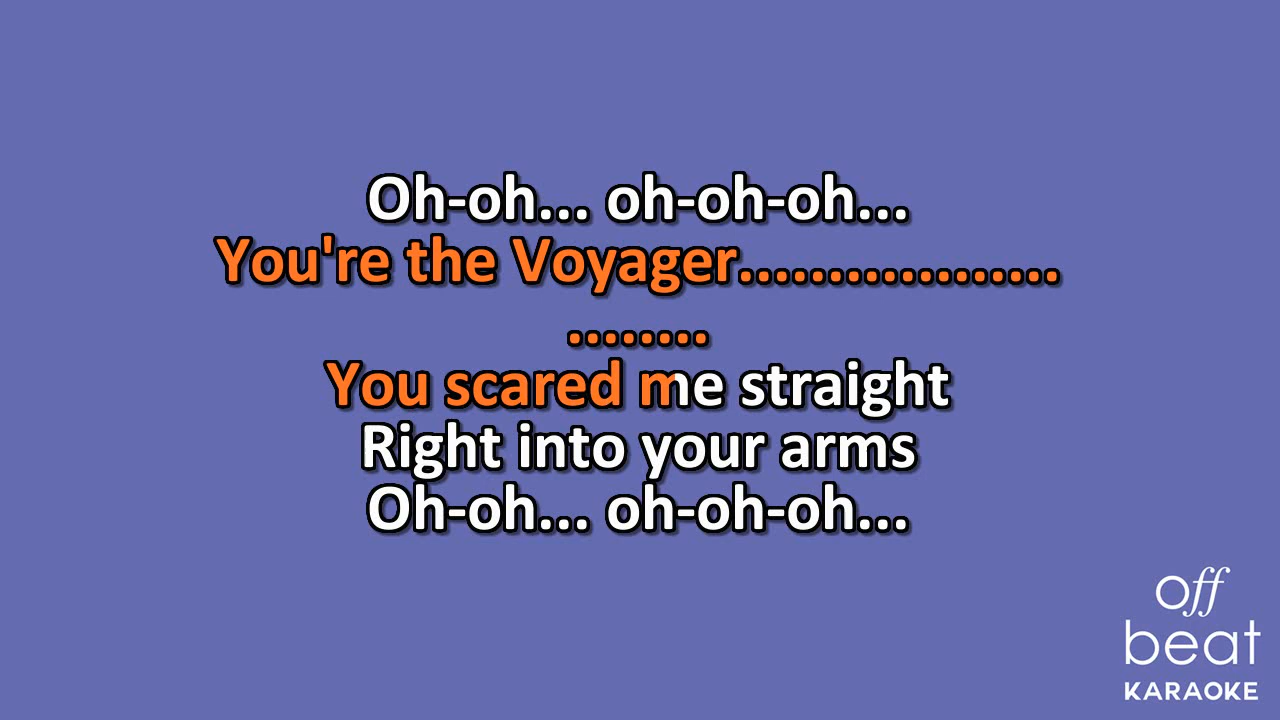 Oh-oh... oh-oh-oh...
You're the Voyager..................
........
You scared me straight
Right into your arms
Oh-oh... oh-oh-oh...
off
beat
KARAOKE